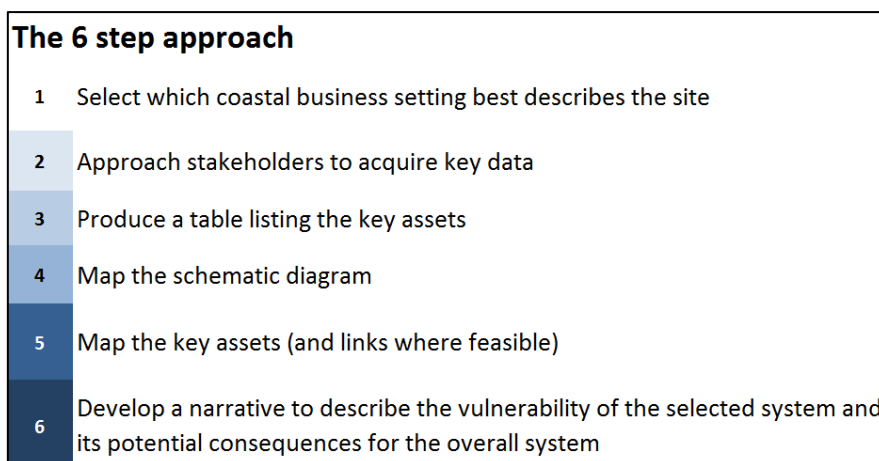 The 6 step approach
1 Select which coastal business setting best describes the site
2 Approach stakeholders to acquire key data
3 Produce a table listing the key assets
4 Map the schematic diagram
5 Map the key assets (and links where feasible)
6 Develop a narrative to describe the vulnerability of the selected system and
its potential consequences for the overall system